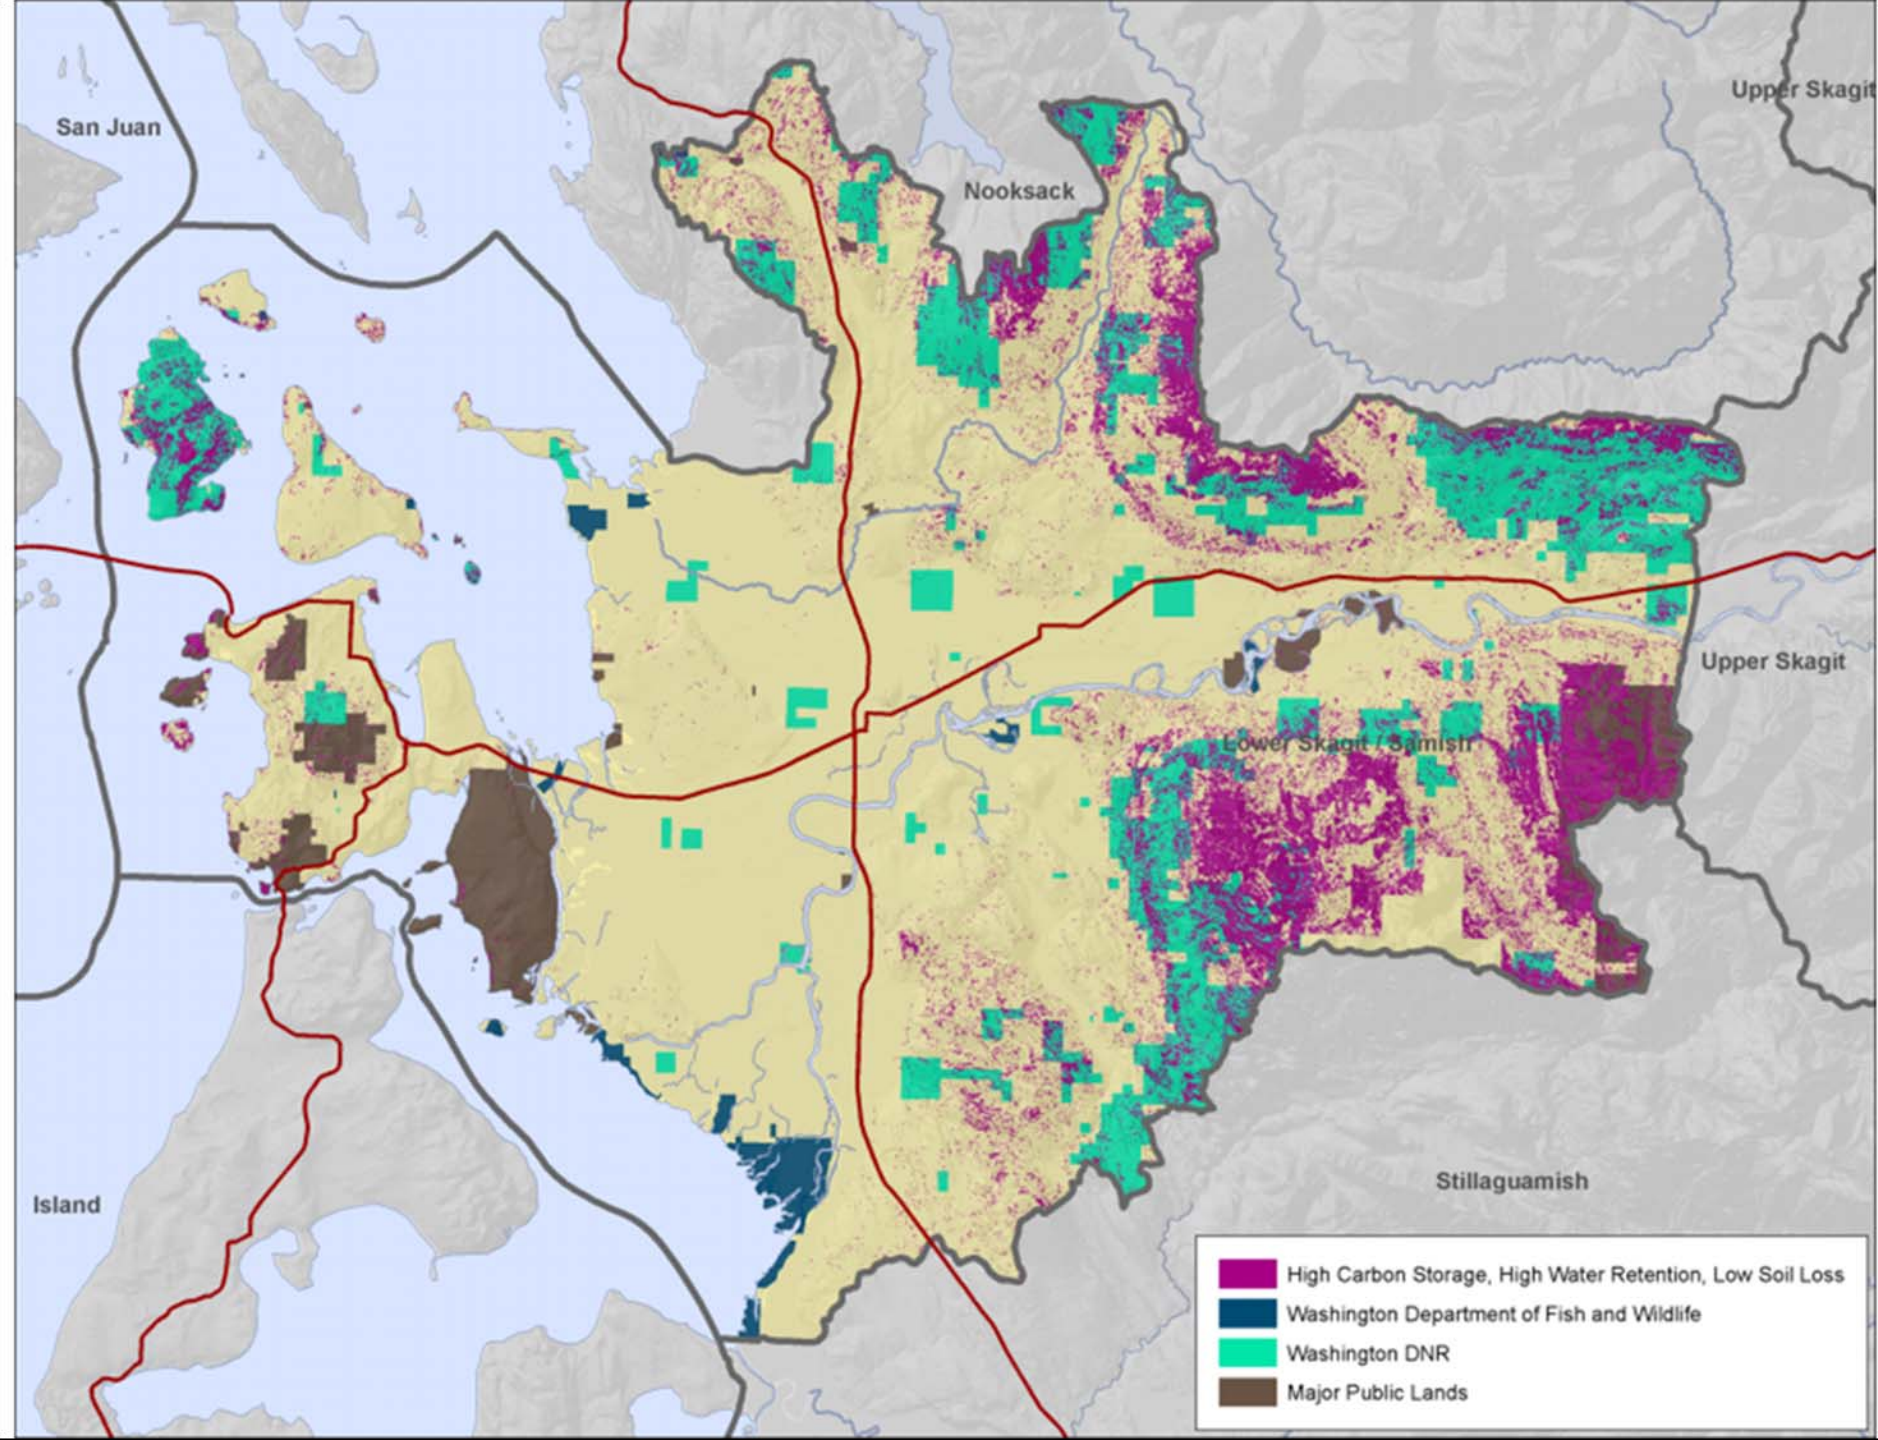 Upper Skagit
San Juan
Nooksack
Upper Skagit
Lower Skagit / Samish
Stillaguamish
Island
High Carbon Storage, High Water Retention, Low Soil Loss
Washington Department of Fish and Wildlife
Washington DNR
Major Public Lands